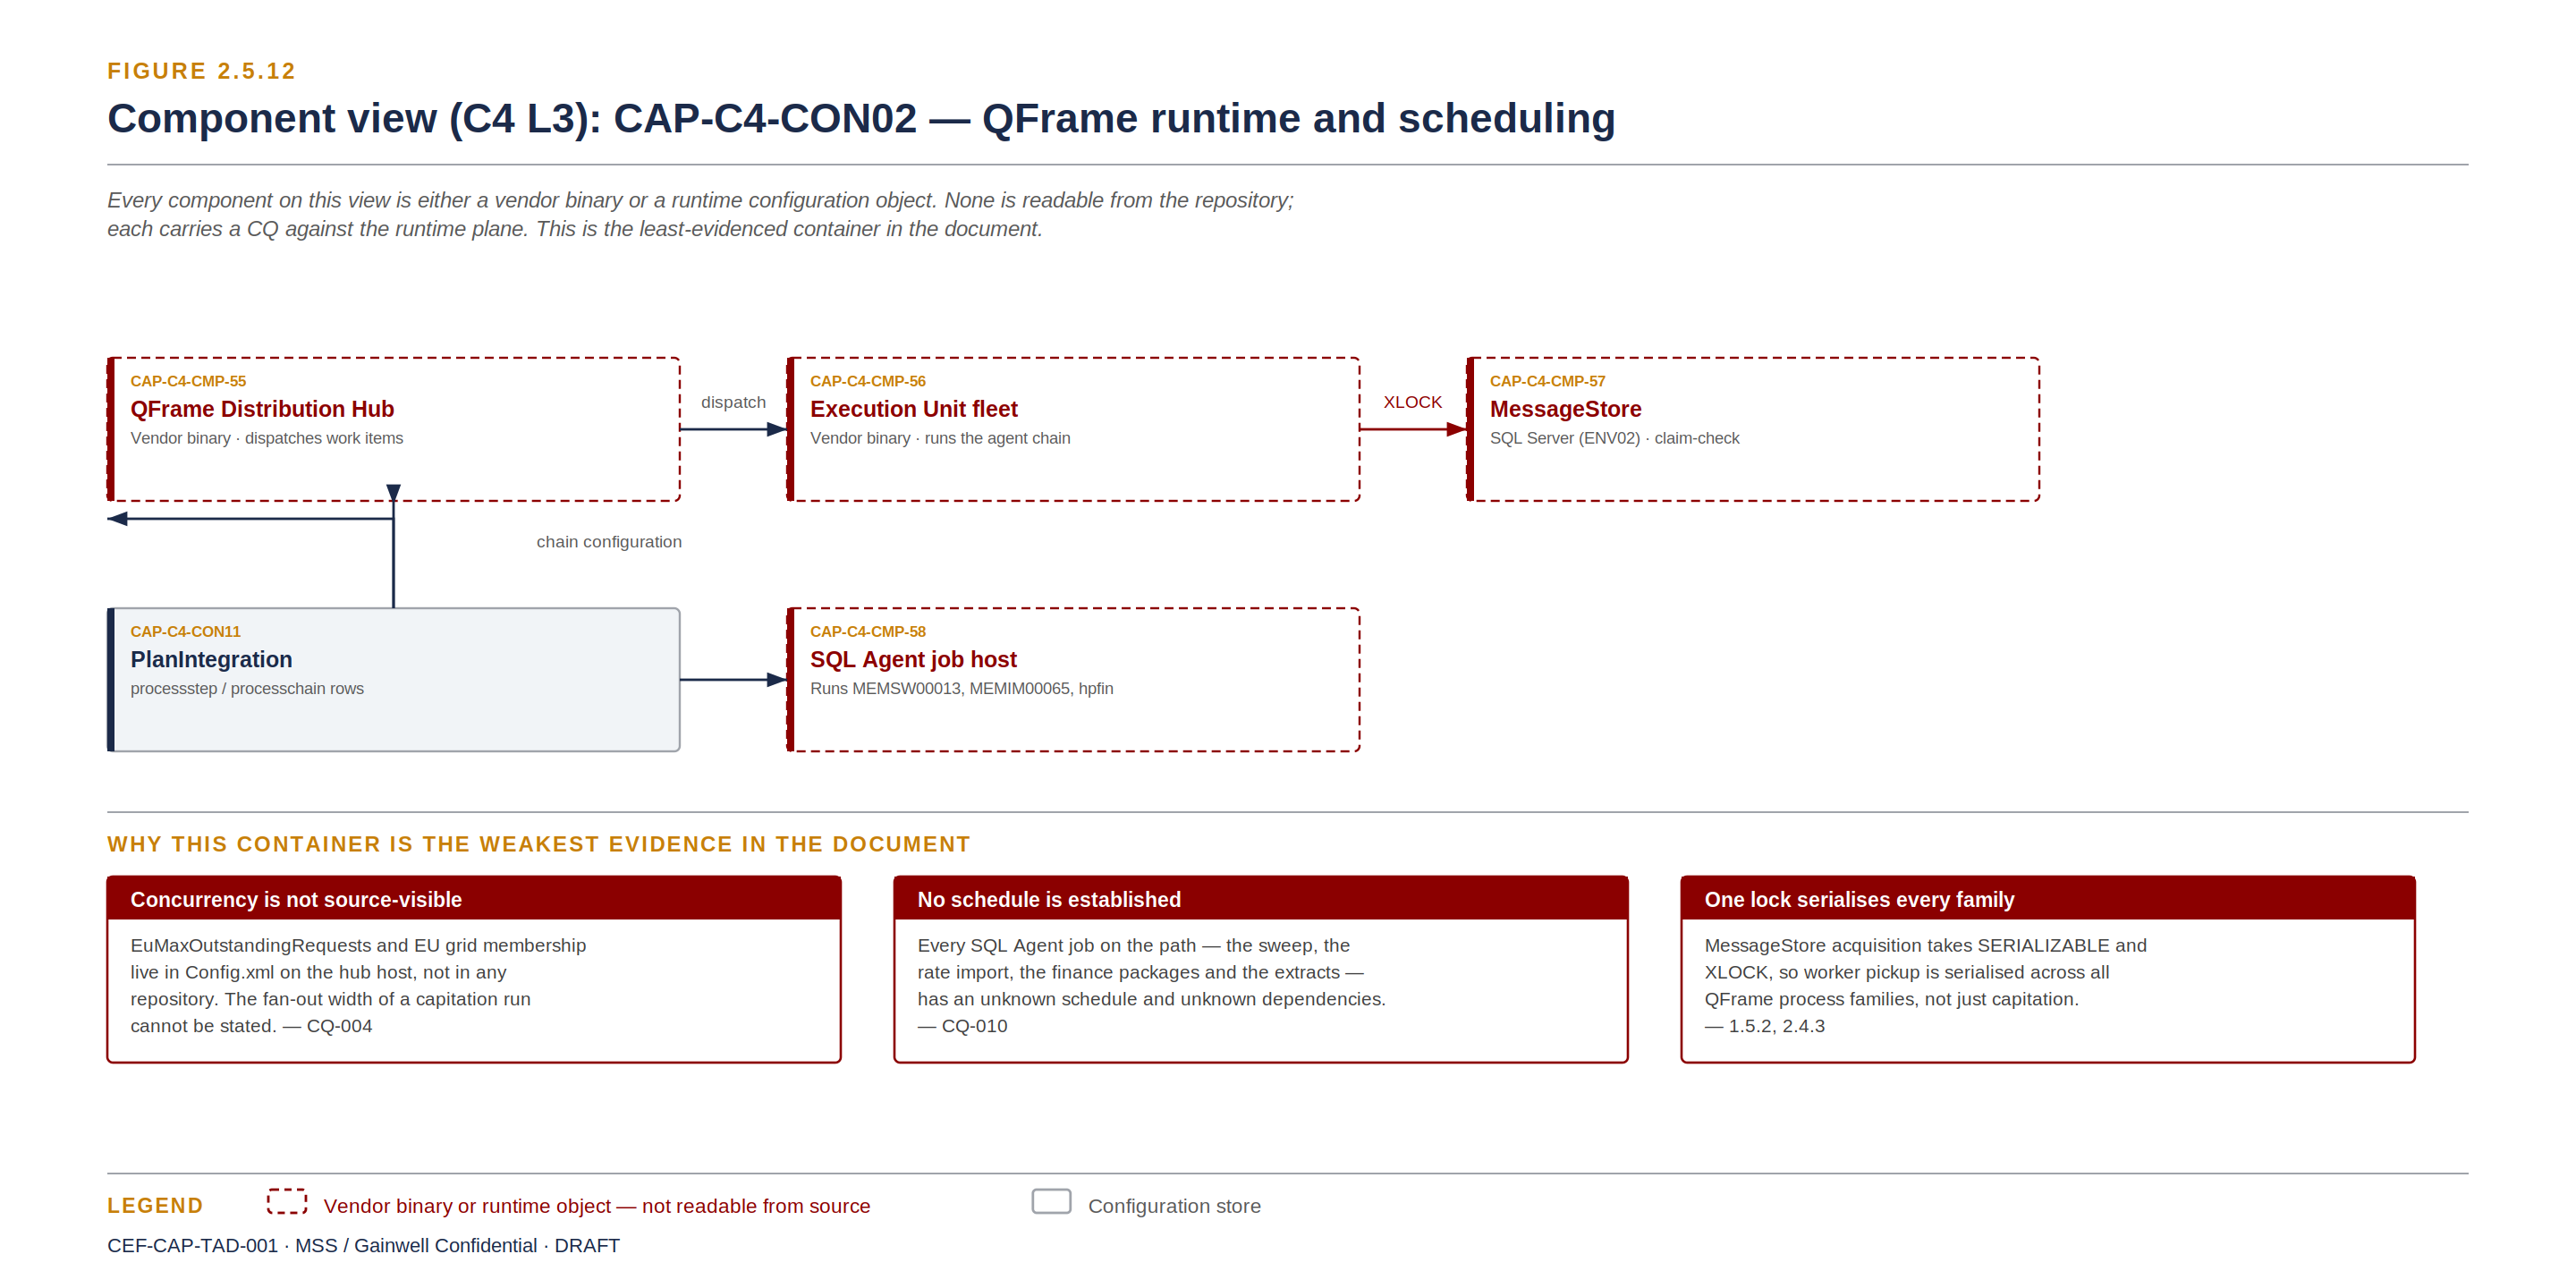 FIGURE 2.5.12
Component view (C4 L3): CAP-C4-CON02 — QFrame runtime and scheduling
Every component on this view is either a vendor binary or a runtime configuration object. None is readable from the repository;
each carries a CQ against the runtime plane. This is the least-evidenced container in the document.
CAP-C4-CMP-55
QFrame Distribution Hub
Vendor binary · dispatches work items
dispatch
CAP-C4-CMP-56
Execution Unit fleet
Vendor binary · runs the agent chain
XLOCK
CAP-C4-CMP-57
MessageStore
SQL Server (ENV02) · claim-check
chain configuration
CAP-C4-CON11
PlanIntegration
processstep / processchain rows
CAP-C4-CMP-58
SQL Agent job host
Runs MEMSW00013, MEMIM00065, hpfin
WHY THIS CONTAINER IS THE WEAKEST EVIDENCE IN THE DOCUMENT
Concurrency is not source-visible
EuMaxOutstandingRequests and EU grid membership
live in Config.xml on the hub host, not in any
repository. The fan-out width of a capitation run
cannot be stated. — CQ-004
No schedule is established
Every SQL Agent job on the path — the sweep, the
rate import, the finance packages and the extracts —
has an unknown schedule and unknown dependencies.
— CQ-010
One lock serialises every family
MessageStore acquisition takes SERIALIZABLE and
XLOCK, so worker pickup is serialised across all
QFrame process families, not just capitation.
— 1.5.2, 2.4.3
LEGEND
Vendor binary or runtime object — not readable from source
Configuration store
CEF-CAP-TAD-001 · MSS / Gainwell Confidential · DRAFT